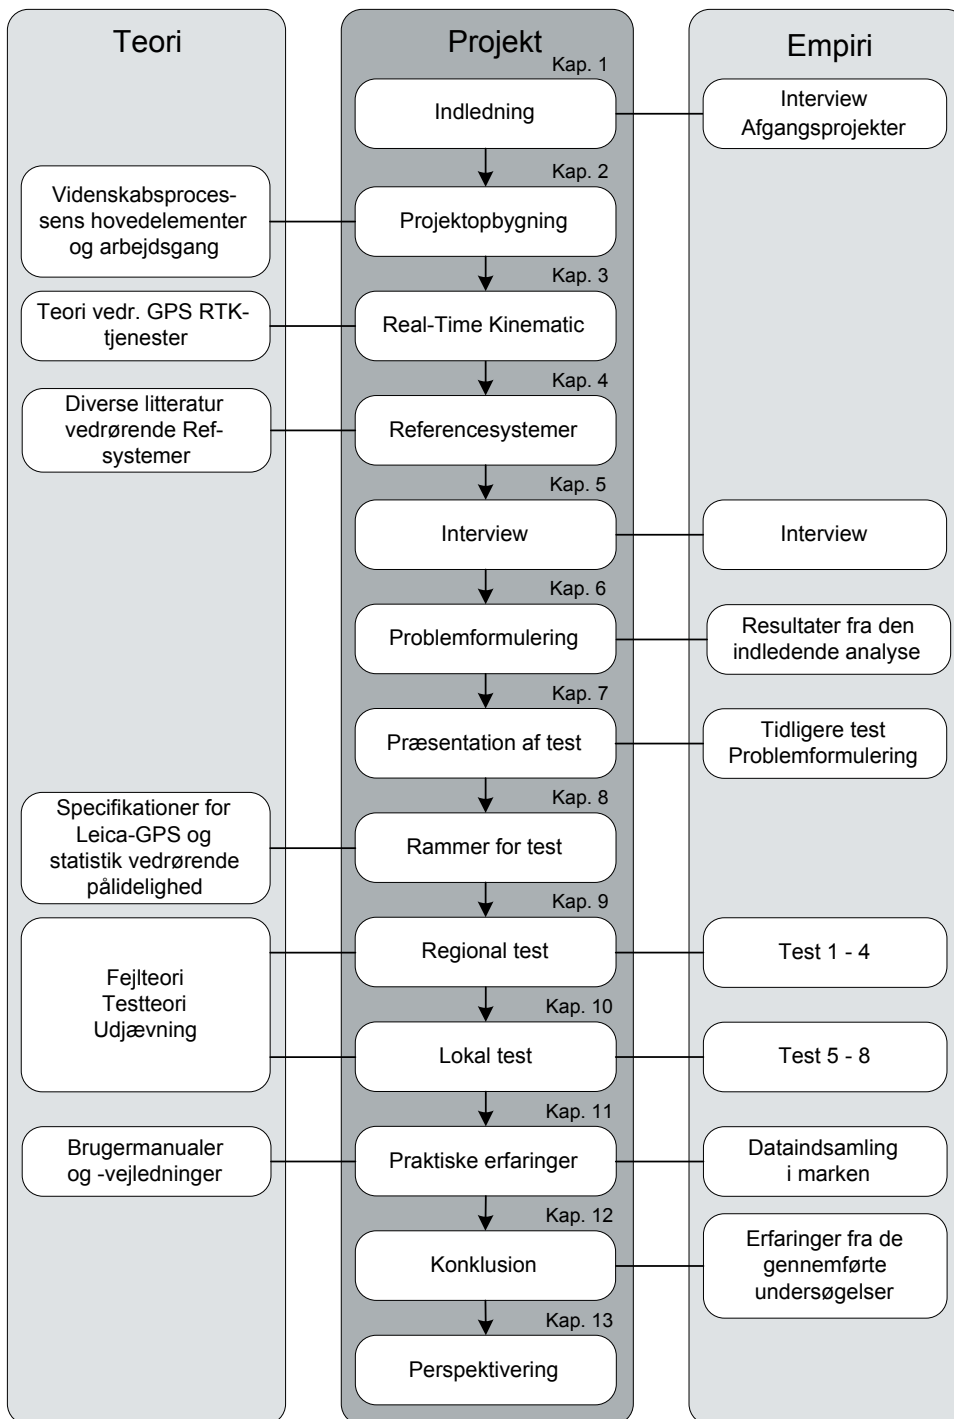 Teori
Projekt
Empiri
Kap. 1
Indledning
Interview
Afgangsprojekter
Kap. 2
Videnskabsproces-
sens hovedelementer
og arbejdsgang
Projektopbygning
Kap. 3
Teori vedr. GPS RTK-
tjenester
Real-Time Kinematic
Kap. 4
Diverse litteratur
vedrørende Ref-
systemer
Referencesystemer
Kap. 5
Interview
Interview
Kap. 6
Problemformulering
Resultater fra den
indledende analyse
Kap. 7
Præsentation af test
Tidligere test
Problemformulering
Kap. 8
Specifikationer for
Leica-GPS og
statistik vedrørende
pålidelighed
Rammer for test
Kap. 9
Fejlteori
Testteori
Udjævning
Regional test
Test 1 - 4
Kap. 10
Lokal test
Test 5 - 8
Kap. 11
Brugermanualer
og -vejledninger
Praktiske erfaringer
Dataindsamling
i marken
Kap. 12
Konklusion
Erfaringer fra de
gennemførte
undersøgelser
Kap. 13
Perspektivering